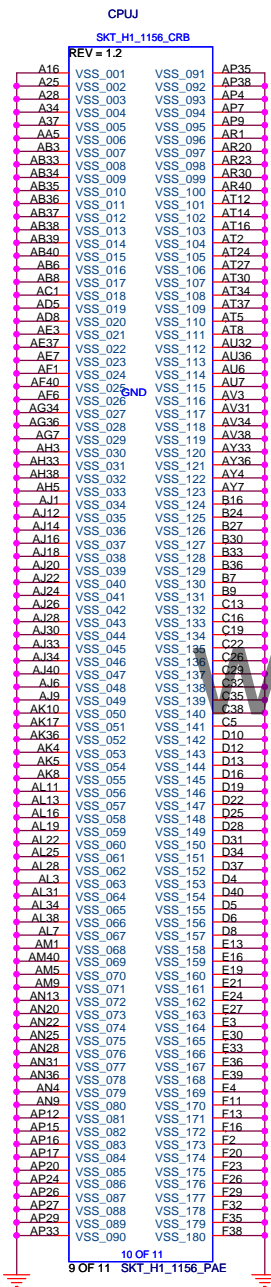 CPUJ
SKT_H1_1156_CRB
REV = 1.2
A16 VSS_001 VSS_091 AP35
A25 VSS_002 VSS_092 AP38
A28 VSS_003 VSS_093 AP4
A34 VSS_004 VSS_094 AP7
A37 VSS_005 VSS_095 AP9
AA5 VSS_006 VSS_096 AR1
AB3 VSS_007 VSS_097 AR20
AB33 VSS_008 VSS_098 AR23
AB34 VSS_009 VSS_099 AR30
AB35 VSS_010 VSS_100 AR40
AB36 VSS_011 VSS_101 AT12
AB37 VSS_012 VSS_102 AT14
AB38 VSS_013 VSS_103 AT16
AB39 VSS_014 VSS_104 AT2
AB40 VSS_015 VSS_105 AT24
AB6 VSS_016 VSS_106 AT27
AB8 VSS_017 VSS_107 AT30
AC1 VSS_018 VSS_108 AT34
AD5 VSS_019 VSS_109 AT37
AD8 VSS_020 VSS_110 AT5
AE3 VSS_021 VSS_111 AT8
AE37 VSS_022 VSS_112 AU32
AE7 VSS_023 VSS_113 AU36
AF1 VSS_024 VSS_114 AU6
AF40 VSS_025 GND VSS_115 AU7
AF6 VSS_026 VSS_116 AV3
AG34 VSS_027 VSS_117 AV31
AG36 VSS_028 VSS_118 AV34
AG7 VSS_029 VSS_119 AV38
AH3 VSS_030 VSS_120 AY33
AH33 VSS_031 VSS_121 AY36
AH38 VSS_032 VSS_122 AY4
AH5 VSS_033 VSS_123 AY7
AJ1 VSS_034 VSS_124 B16
AJ12 VSS_035 VSS_125 B24
AJ14 VSS_036 VSS_126 B27
AJ16 VSS_037 VSS_127 B30
AJ18 VSS_038 VSS_128 B33
AJ20 VSS_039 VSS_129 B36
AJ22 VSS_040 VSS_130 B7
AJ24 VSS_041 VSS_131 B9
AJ26 VSS_042 VSS_132 C13
AJ28 VSS_043 VSS_133 C16
AJ30 VSS_044 VSS_134 C19
AJ33 VSS_045 VSS_135 C22
AJ34 VSS_046 VSS_136 C26
AJ40 VSS_047 VSS_137 C29
AJ6 VSS_048 VSS_138 C32
AJ9 VSS_049 VSS_139 C35
AK10 VSS_050 VSS_140 C38
AK17 VSS_051 VSS_141 C5
AK36 VSS_052 VSS_142 D10
AK4 VSS_053 VSS_143 D12
AK5 VSS_054 VSS_144 D13
AK8 VSS_055 VSS_145 D16
AL11 VSS_056 VSS_146 D19
AL13 VSS_057 VSS_147 D22
AL16 VSS_058 VSS_148 D25
AL19 VSS_059 VSS_149 D28
AL22 VSS_060 VSS_150 D31
AL25 VSS_061 VSS_151 D34
AL28 VSS_062 VSS_152 D37
AL3 VSS_063 VSS_153 D4
AL31 VSS_064 VSS_154 D40
AL34 VSS_065 VSS_155 D5
AL38 VSS_066 VSS_156 D6
AL7 VSS_067 VSS_157 D8
AM1 VSS_068 VSS_158 E13
AM40 VSS_069 VSS_159 E16
AM5 VSS_070 VSS_160 E19
AM9 VSS_071 VSS_161 E21
AN13 VSS_072 VSS_162 E24
AN20 VSS_073 VSS_163 E27
AN22 VSS_074 VSS_164 E3
AN25 VSS_075 VSS_165 E30
AN28 VSS_076 VSS_166 E33
AN31 VSS_077 VSS_167 E36
AN36 VSS_078 VSS_168 E39
AN4 VSS_079 VSS_169 E4
AN9 VSS_080 VSS_170 F11
AP12 VSS_081 VSS_171 F13
AP15 VSS_082 VSS_172 F16
AP16 VSS_083 VSS_173 F2
AP17 VSS_084 VSS_174 F20
AP20 VSS_085 VSS_175 F23
AP24 VSS_086 VSS_176 F26
AP26 VSS_087 VSS_177 F29
AP27 VSS_088 VSS_178 F32
AP29 VSS_089 VSS_179 F35
AP33 VSS_090 VSS_180 F38
10 OF 11
9 OF 11 SKT_H1_1156_PAE